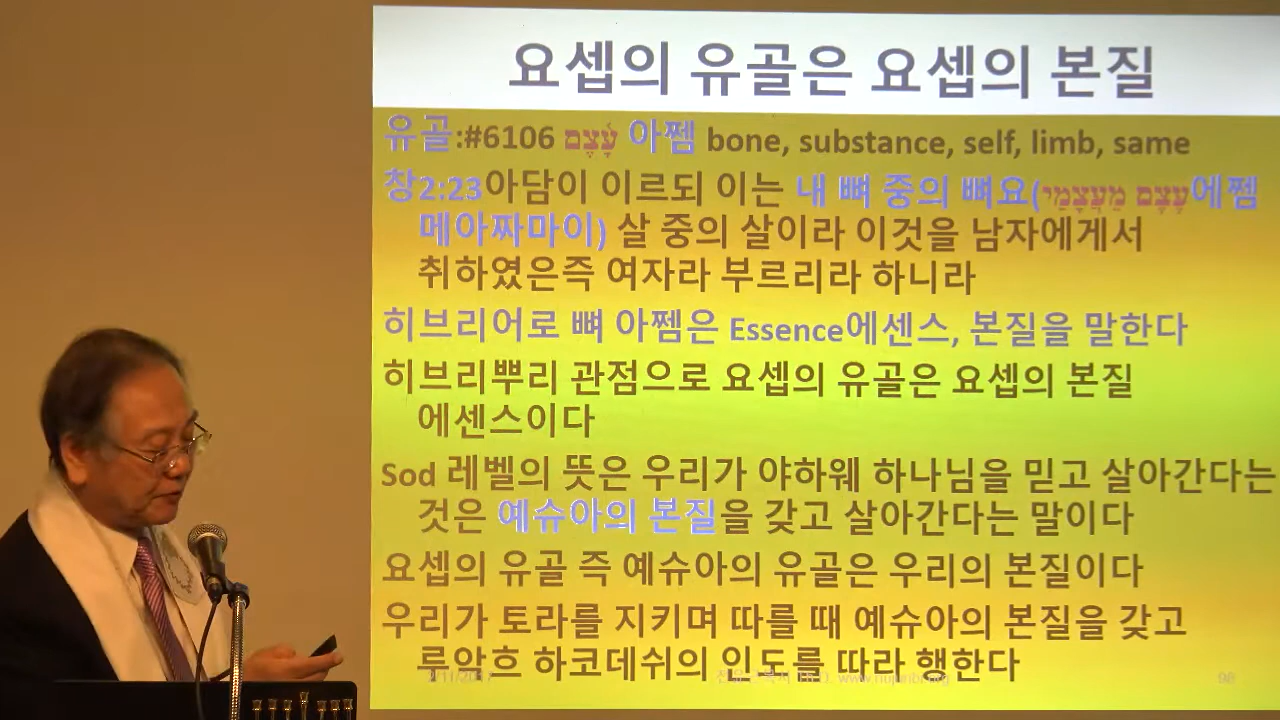 요셉의 유골은 요셉의 본질
유골:#6106 עֶצֶם 아쩸 bone, substance, self, limb, same
창2:23아담이 이르되 이는 내 뼈 중의 뼈요(עֶצֶם מֵעֲצָמַי에쩸
메아짜마이) 살 중의 살이라 이것을 남자에게서
취하였은즉 여자라 부르리라 하니라
히브리어로 뼈 아쩸은 Essence에센스, 본질을 말한다
히브리뿌리 관점으로 요셉의 유골은 요셉의 본질
에센스이다
Sod 레벨의 뜻은 우리가 야하웨 하나님을 믿고 살아간다는
것은 예슈아의 본질을 갖고 살아간다는 말이다
요셉의 유골 즉 예슈아의 유골은 우리의 본질이다
우리가 토라를 지키며 따를 때 예슈아의 본질을 갖고
루악흐 하코데쉬의 인도를 따라 행한다
98